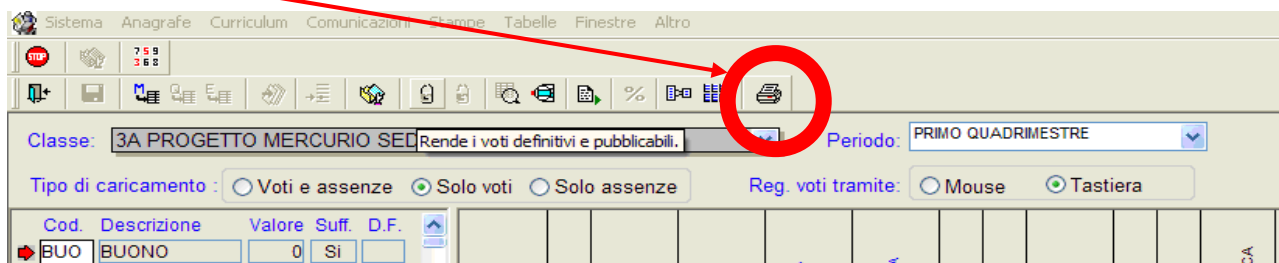 Sistema Anagrafe Curriculum Comunicazioni Stampe Tabelle Finestre Altro
STOP 7 5 9
3 6 8
%
Classe: 3A PROGETTO MERCURIO SED Rende i voti definitivi e pubblicabili. Periodo: PRIMO QUADRIMESTRE
Tipo di caricamento : Voti e assenze Solo voti Solo assenze Reg. voti tramite: Mouse Tastiera
Cod. Descrizione Valore Suff. D.F.
BUO BUONO 0 Si